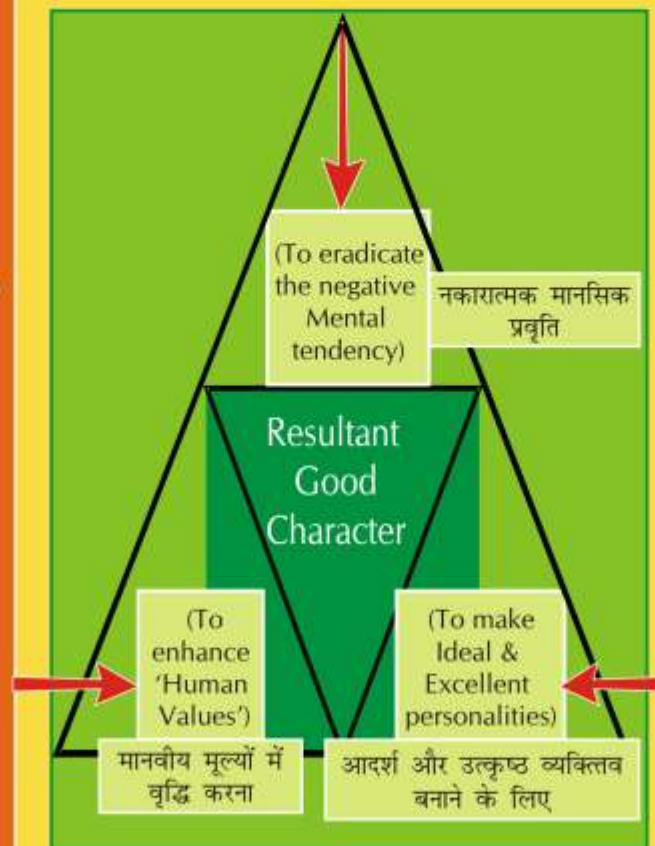 (To eradicate
the negative
Mental
tendency)
नकारात्मक मानसिक
प्रवृति
Resultant
Good
Character
(To
enhance
‘Human
Values’)
मानवीय मूल्यों में
वृद्धि करना
(To make
Ideal &
Excellent
personalities)
आदर्श और उत्कृष्ठ व्यक्तिव
बनाने के लिए